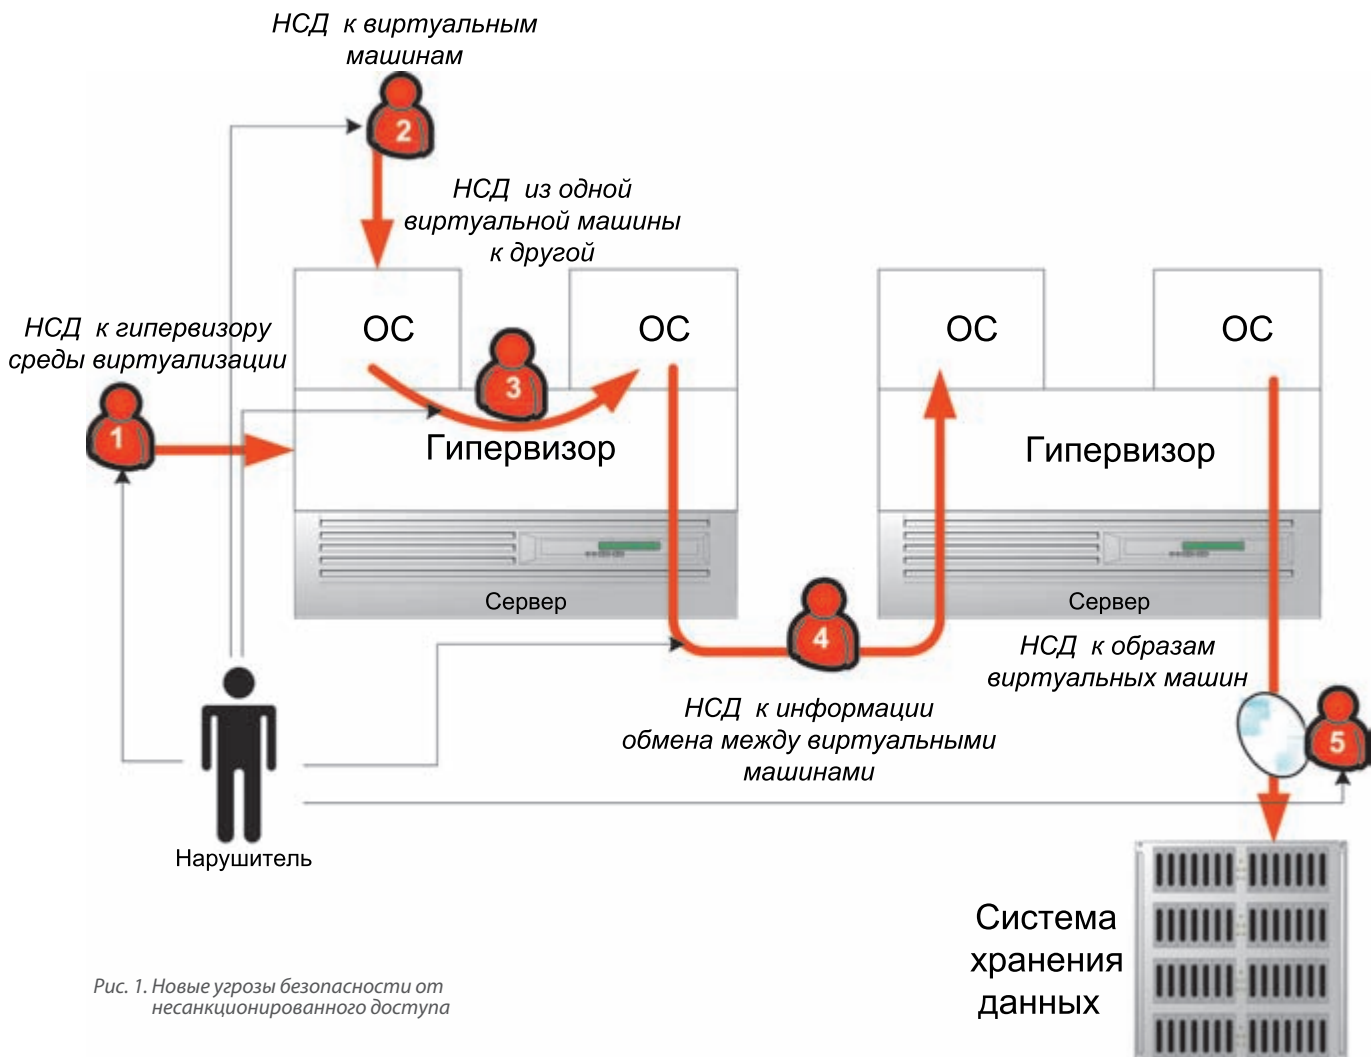 НСД к виртуальным
машинам
2
НСД из одной
виртуальной машины
к другой
НСД к гипервизору
среды виртуализации
ОС
ОС
ОС
ОС
3
1
Гипервизор
Гипервизор
Сервер
Сервер
4
НСД к образам
виртуальных машин
НСД к информации
обмена между виртуальными
машинами
5
Нарушитель
Система
хранения
данных
Рис. 1. Новые угрозы безопасности от
несанкционированного доступа